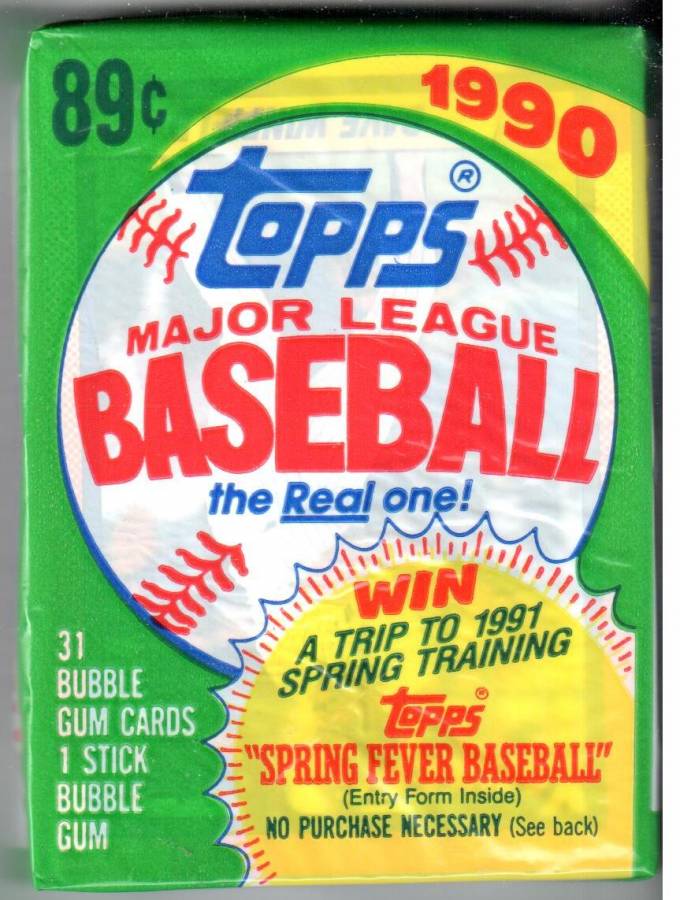 89¢
1990
Topps®
MAJOR LEAGUE
BASEBALL
the Real one!
WIN
A TRIP TO 1991
SPRING TRAINING
Topps®
"SPRING FEVER BASEBALL"
(Entry Form Inside)
NO PURCHASE NECESSARY (See back)
31
BUBBLE
GUM CARDS
1 STICK
BUBBLE
GUM